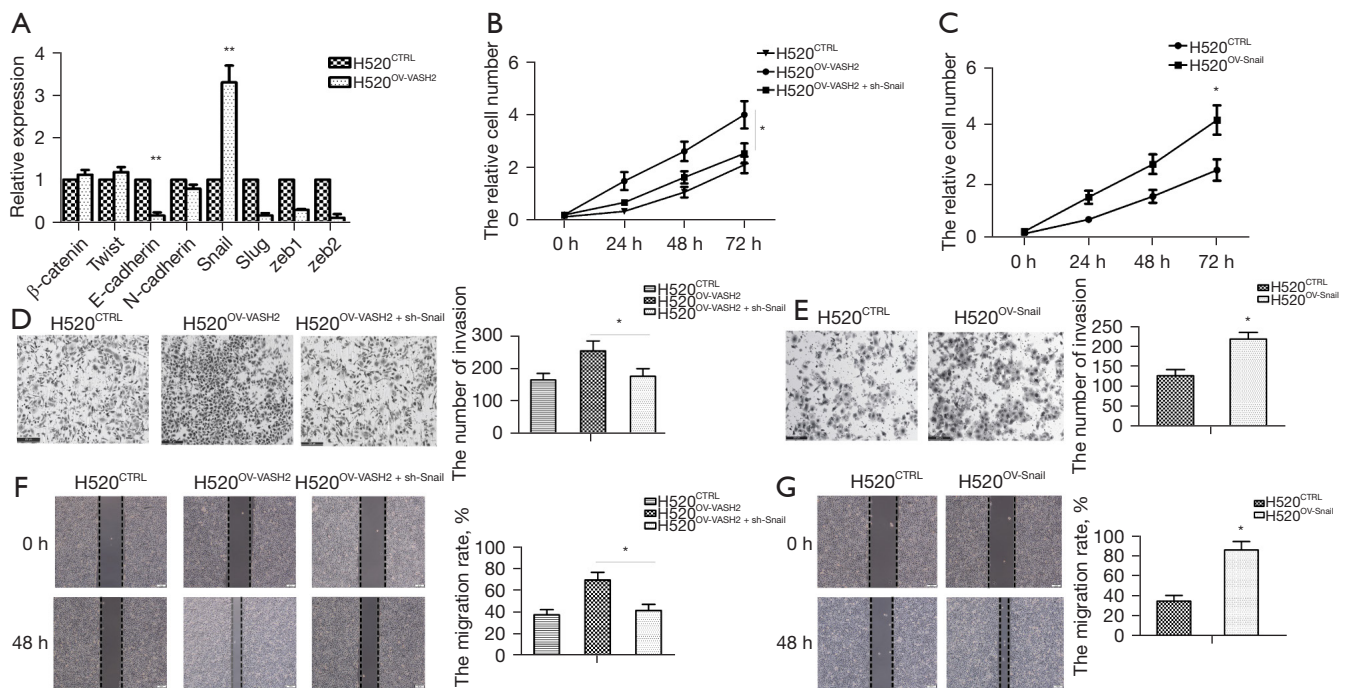 A
Relative expression
4
3
2
1
0
β-catenin
Twist
E-cadherin
N-cadherin
Snail
Slug
zeb1
zeb2
**
**
H520CTRL
H520OV-VASH2
B
The relative cell number
6
4
2
0
0 h
24 h
48 h
72 h
H520CTRL
H520OV-VASH2
H520OV-VASH2 + sh-Snail
*
C
The relative cell number
6
4
2
0
0 h
24 h
48 h
72 h
H520CTRL
H520OV-Snail
*
D
H520CTRL
H520OV-VASH2
H520OV-VASH2 + sh-Snail
The number of invasion
300
200
100
0
H520CTRL
H520OV-VASH2
H520OV-VASH2 + sh-Snail
*
E
H520CTRL
H520OV-Snail
The number of invasion
250
200
150
100
50
0
H520CTRL
H520OV-Snail
*
F
H520CTRL
H520OV-VASH2
H520OV-VASH2 + sh-Snail
0 h
48 h
The migration rate, %
100
80
60
40
20
0
H520CTRL
H520OV-VASH2
H520OV-VASH2 + sh-Snail
*
G
H520CTRL
H520OV-Snail
0 h
48 h
The migration rate, %
100
80
60
40
20
0
H520CTRL
H520OV-Snail
*